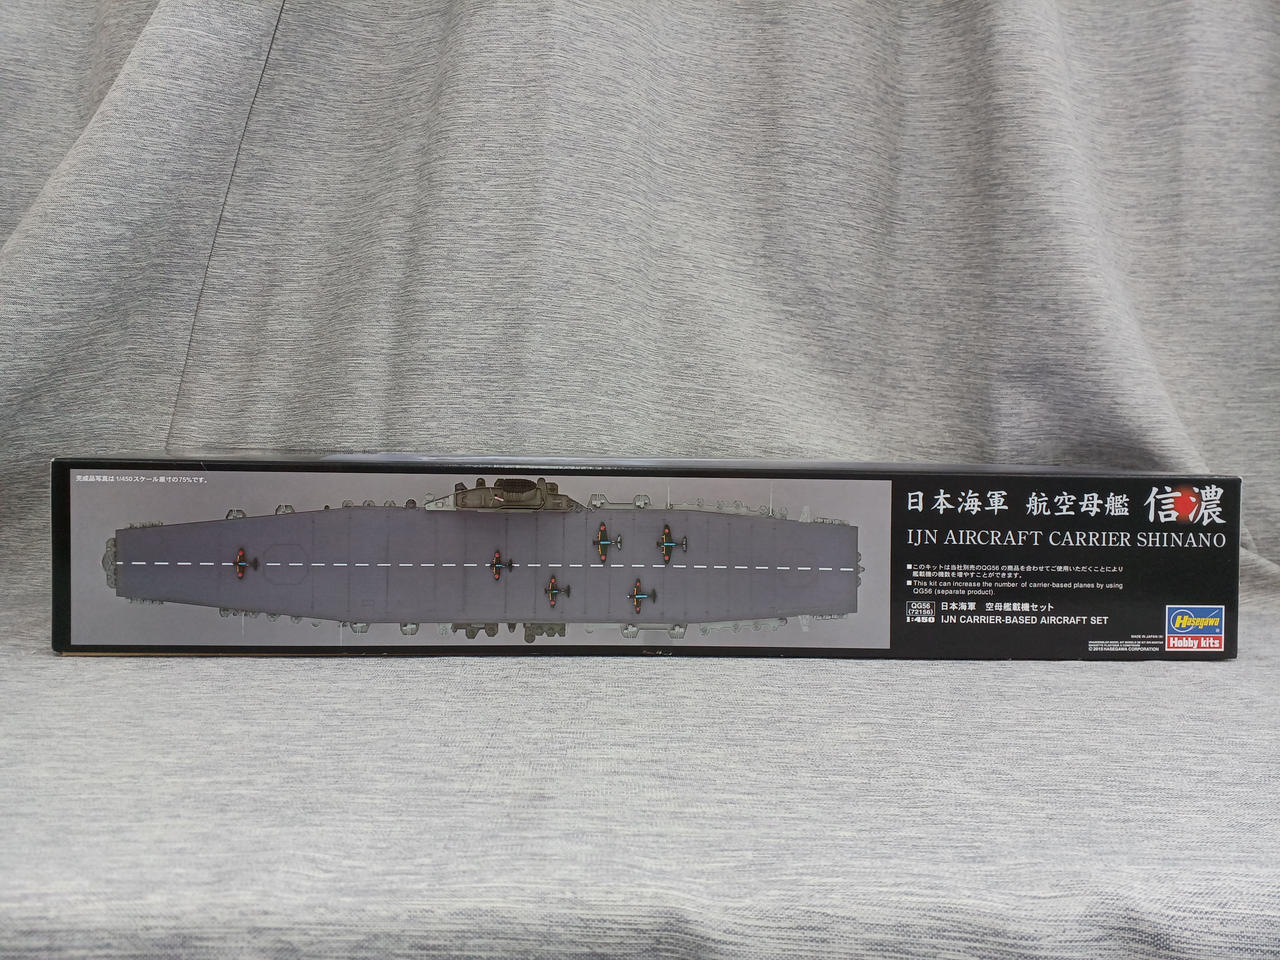 完成品写真は1/450スケール原寸の75%です。
日本海軍 航空母艦 信濃
IJN AIRCRAFT CARRIER SHINANO
■このキットは当社別売のQG56の商品を合わせてご使用いただくことにより
艦載機の機数を増やすことができます。
■This kit can increase the number of carrier-based planes by using
QG56 (separate product).
QG56 日本海軍 空母艦載機セット
(72156)
1:450 IJN CARRIER-BASED AIRCRAFT SET
Hasegawa
Hobby kits
MADE IN JAPAN
© 2015 HASEGAWA CORPORATION